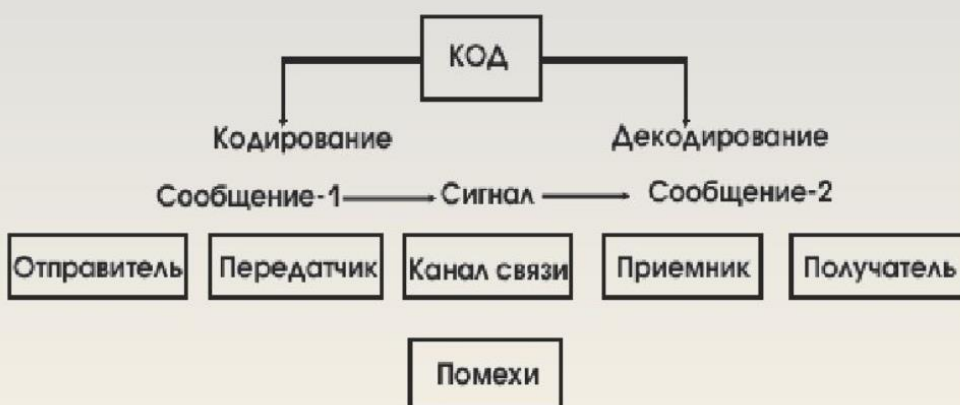 КОД
Кодирование Декодирование
Сообщение-1 Сигнал Сообщение-2
Отправитель Передатчик Канал связи Приемник Получатель
Помехи